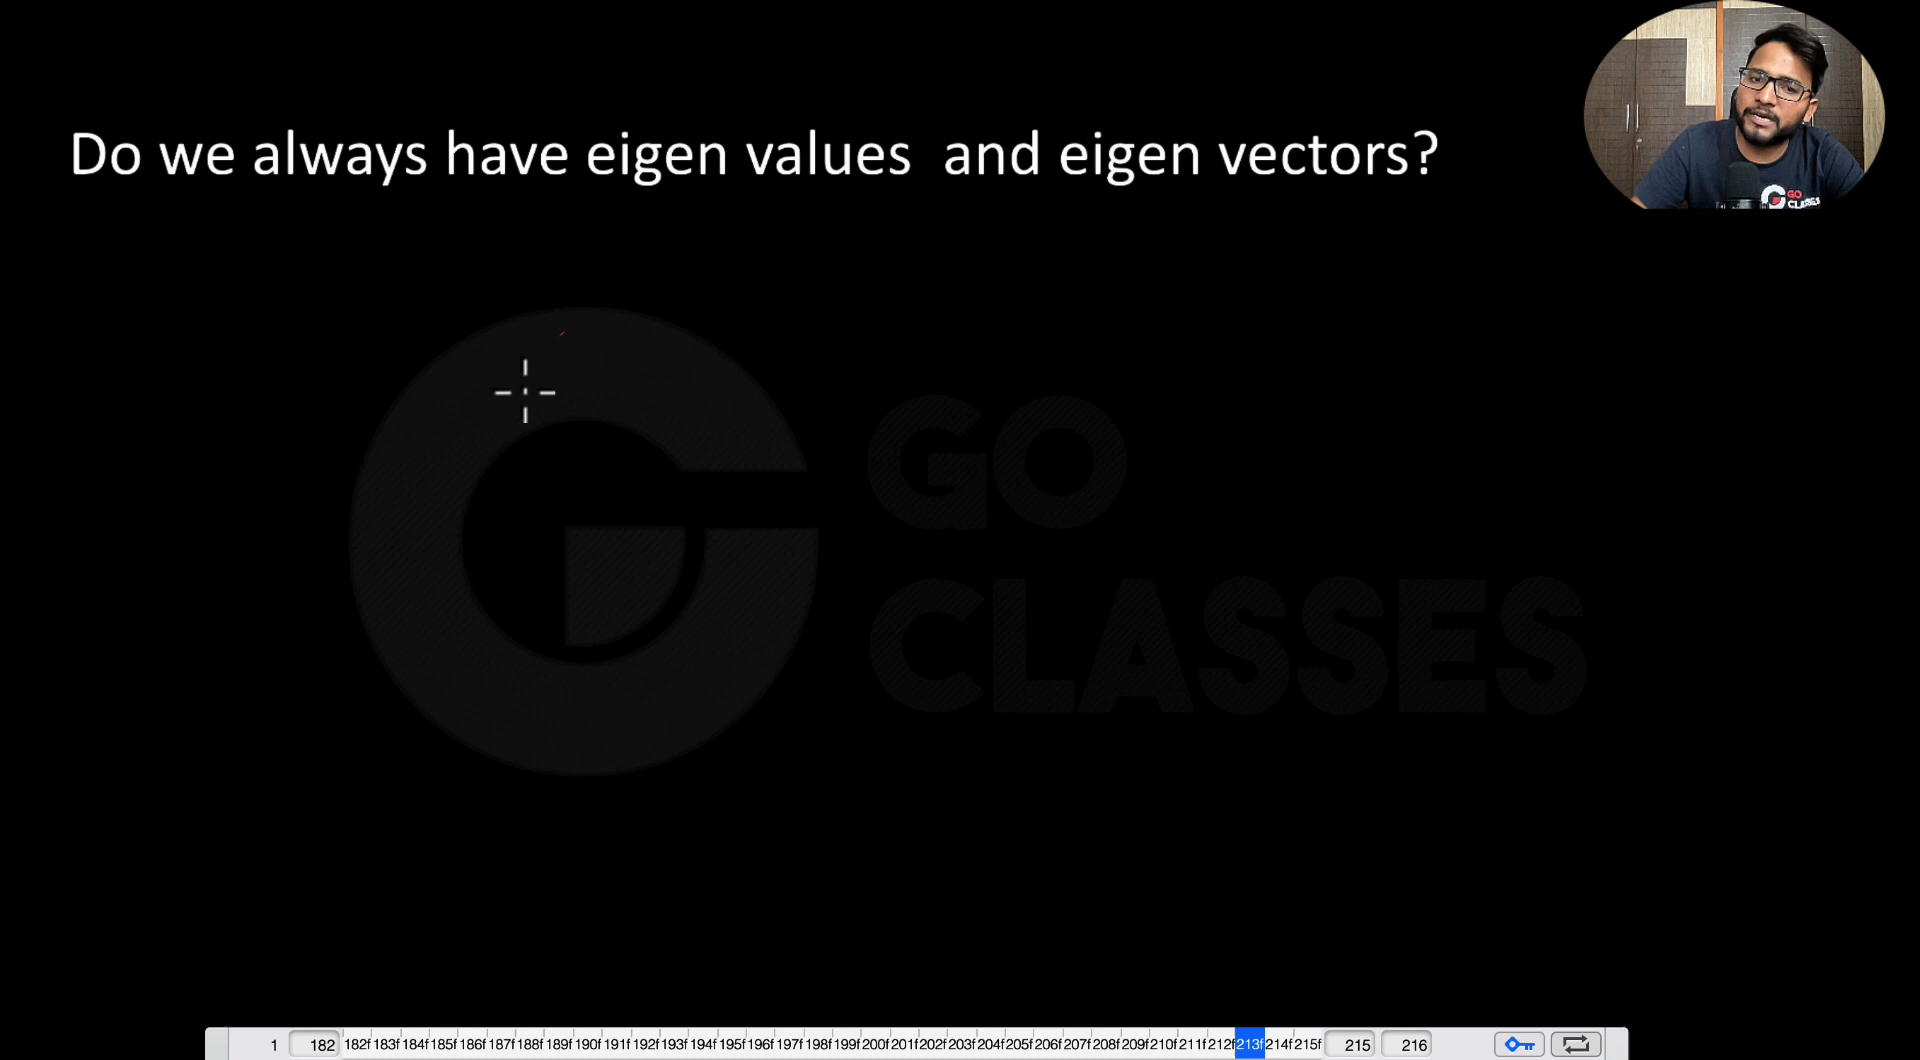 Do we always have eigen values  and eigen vectors?
GO
CLASSES
GO
CLASSES
1 182 182f 183f 184f 185f 186f 187f 188f 189f 190f 191f 192f 193f 194f 195f 196f 197f 198f 199f 200f 201f 202f 203f 204f 205f 206f 207f 208f 209f 210f 211f 212f 213f 214f 215f 215 216